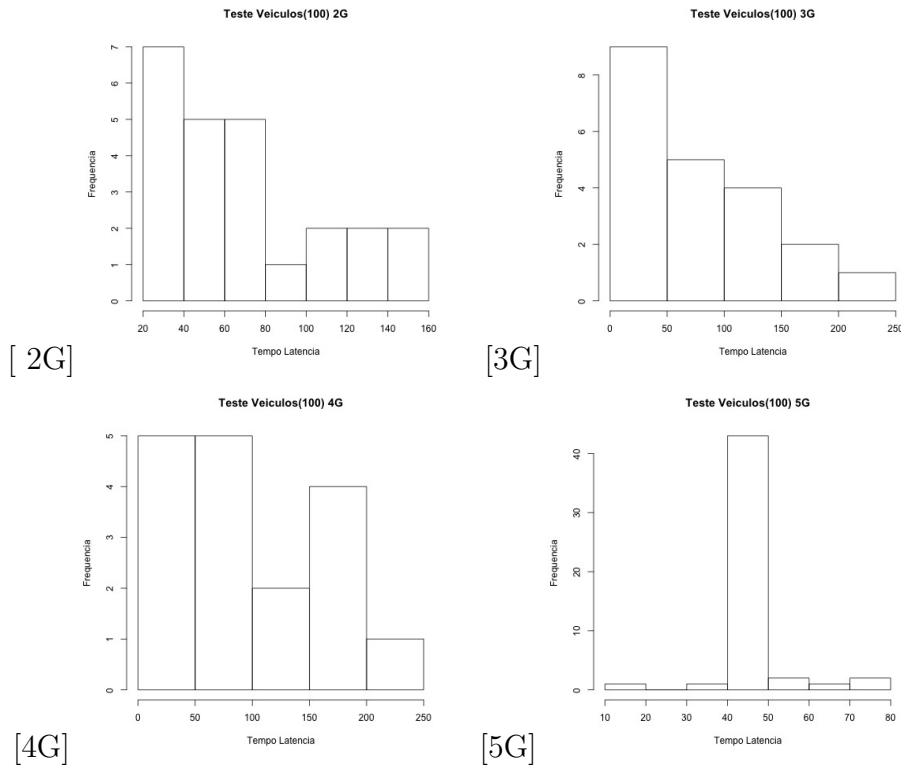 Teste Veiculos(100) 2G
Frequencia
0 1 2 3 4 5 6 7
20 40 60 80 100 120 140 160
Tempo Latencia
[ 2G]
Teste Veiculos(100) 3G
Frequencia
0 2 4 6 8
0 50 100 150 200 250
Tempo Latencia
[3G]
Teste Veiculos(100) 4G
Frequencia
0 1 2 3 4 5
0 50 100 150 200 250
Tempo Latencia
[4G]
Teste Veiculos(100) 5G
Frequencia
0 10 20 30 40
10 20 30 40 50 60 70 80
Tempo Latencia
[5G]